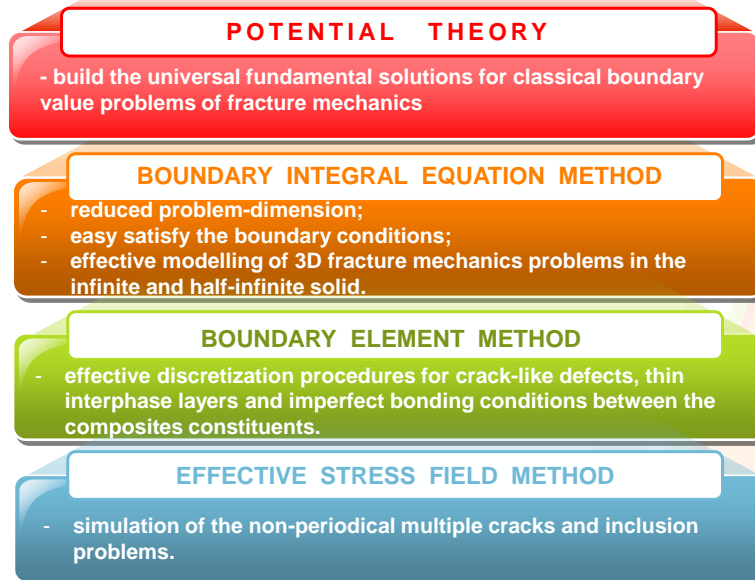 POTENTIAL THEORY
- build the universal fundamental solutions for classical boundary
value problems of fracture mechanics
BOUNDARY INTEGRAL EQUATION METHOD
- reduced problem-dimension;
- easy satisfy the boundary conditions;
- effective modelling of 3D fracture mechanics problems in the
infinite and half-infinite solid.
BOUNDARY ELEMENT METHOD
- effective discretization procedures for crack-like defects, thin
interphase layers and imperfect bonding conditions between the
composites constituents.
EFFECTIVE STRESS FIELD METHOD
- simulation of the non-periodical multiple cracks and inclusion
problems.